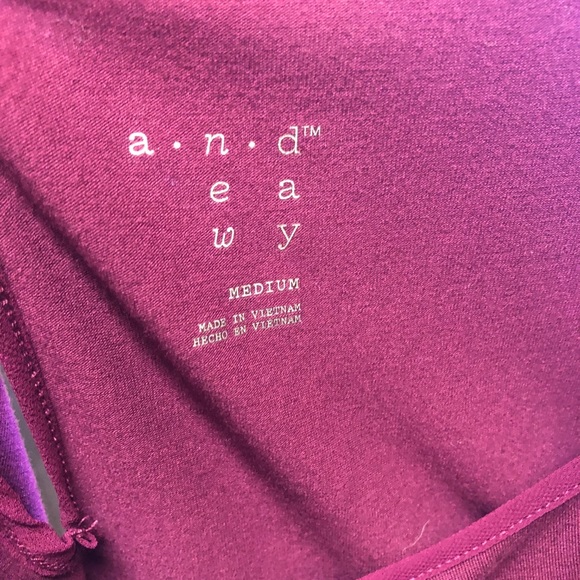 a·n·d™
e a
w y
MEDIUM
MADE IN VIETNAM
HECHO EN VIETNAM